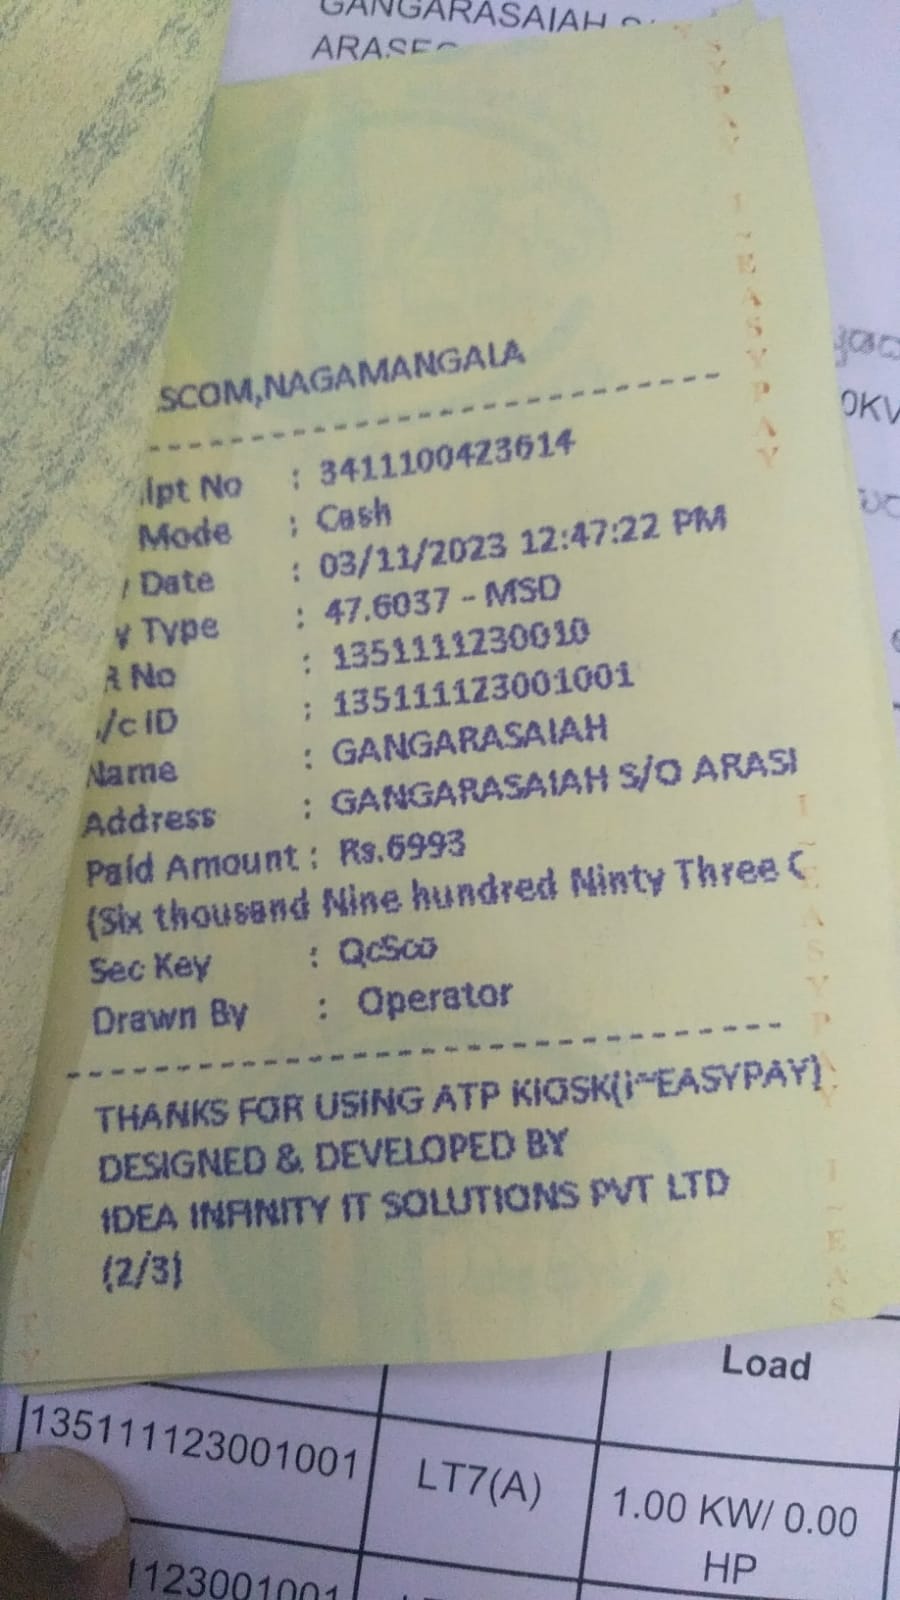 GANGARASAIAH
.SCOM,NAGAMANGALA
--------------------------------
lpt No : 3411100423614
Mode : Cash
Date : 03/11/2023 12:47:22 PM
y Type : 47.6037 - MSD
R No : 1351111230010
/c ID : 135111123001001
Name : GANGARASAIAH
Address : GANGARASAIAH S/O ARASI
Paid Amount : Rs.6993
(Six thousand Nine hundred Ninty Three
Sec Key : QcSco
Drawn By : Operator
--------------------------------
THANKS FOR USING ATP KIOSK(i~EASYPAY)
DESIGNED & DEVELOPED BY
IDEA INFINITY IT SOLUTIONS PVT LTD
(2/3)
I~EASYPAY
Load
135111123001001 LT7(A) 1.00 KW/ 0.00
HP
1123001001